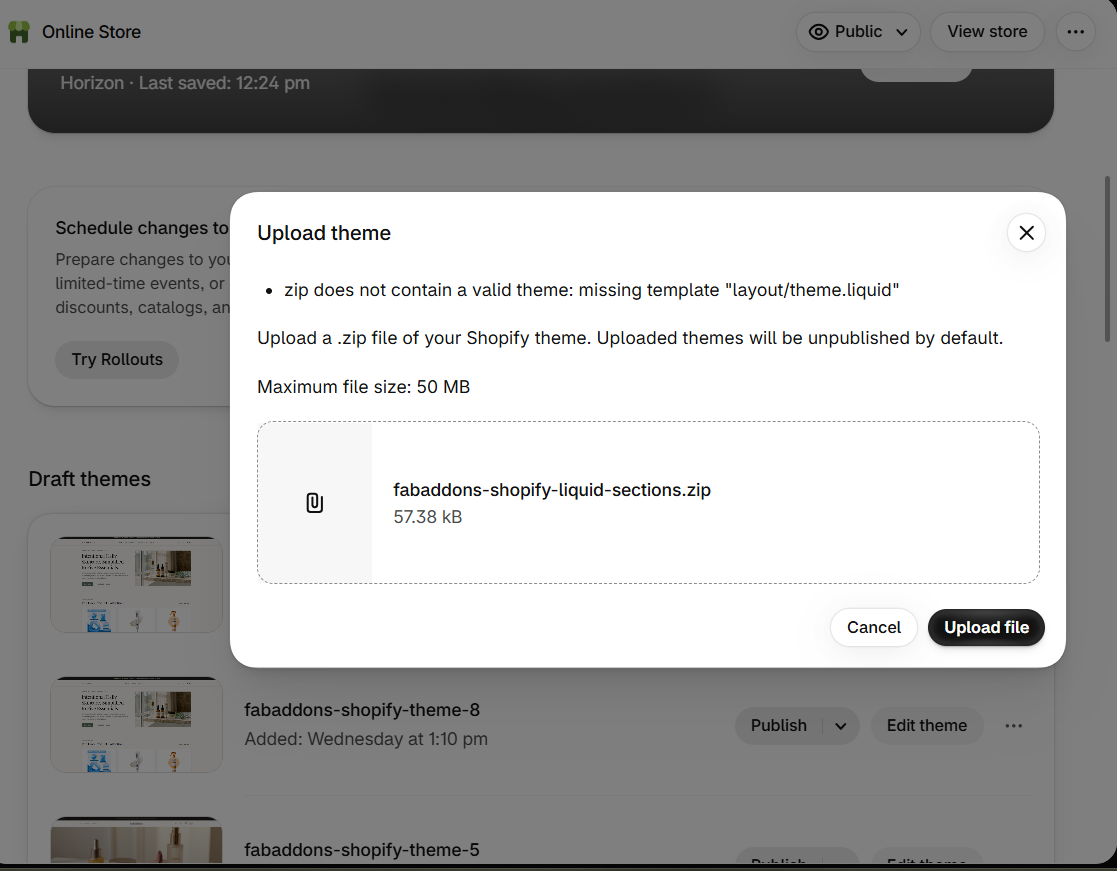 Online Store
Public
View store
Horizon · Last saved: 12:24 pm
Schedule changes to
Prepare changes to you
limited-time events, or
discounts, catalogs, an
Try Rollouts
Upload theme
zip does not contain a valid theme: missing template "layout/theme.liquid"
Upload a .zip file of your Shopify theme. Uploaded themes will be unpublished by default.
Maximum file size: 50 MB
fabaddons-shopify-liquid-sections.zip
57.38 kB
Cancel
Upload file
Draft themes
fabaddons-shopify-theme-8
Added: Wednesday at 1:10 pm
Publish
Edit theme
fabaddons-shopify-theme-5
Publish
Edit theme